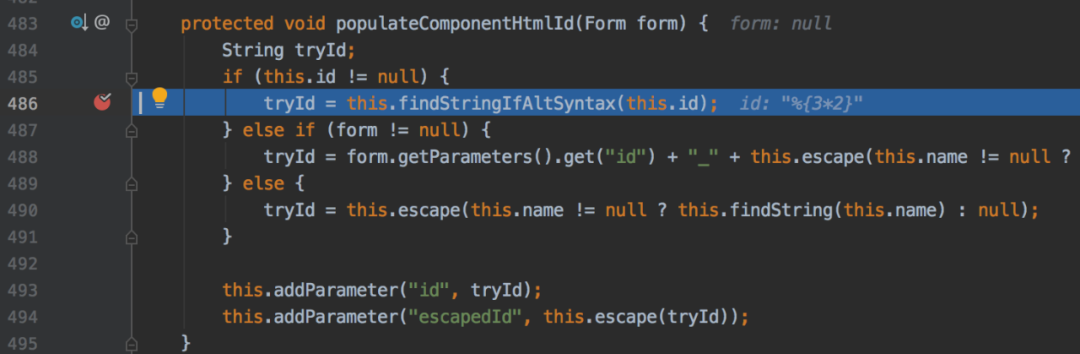 483 @ protected void populateComponentHtmlId(Form form) { form: null
484 String tryId;
485 if (this.id != null) {
486 tryId = this.findStringIfAltSyntax(this.id); id: "%{3*2}"
487 } else if (form != null) {
488 tryId = form.getParameters().get("id") + "_" + this.escape(this.name != null ?
489 } else {
490 tryId = this.escape(this.name != null ? this.findString(this.name) : null);
491 }
492
493 this.addParameter("id", tryId);
494 this.addParameter("escapedId", this.escape(tryId));
495 }